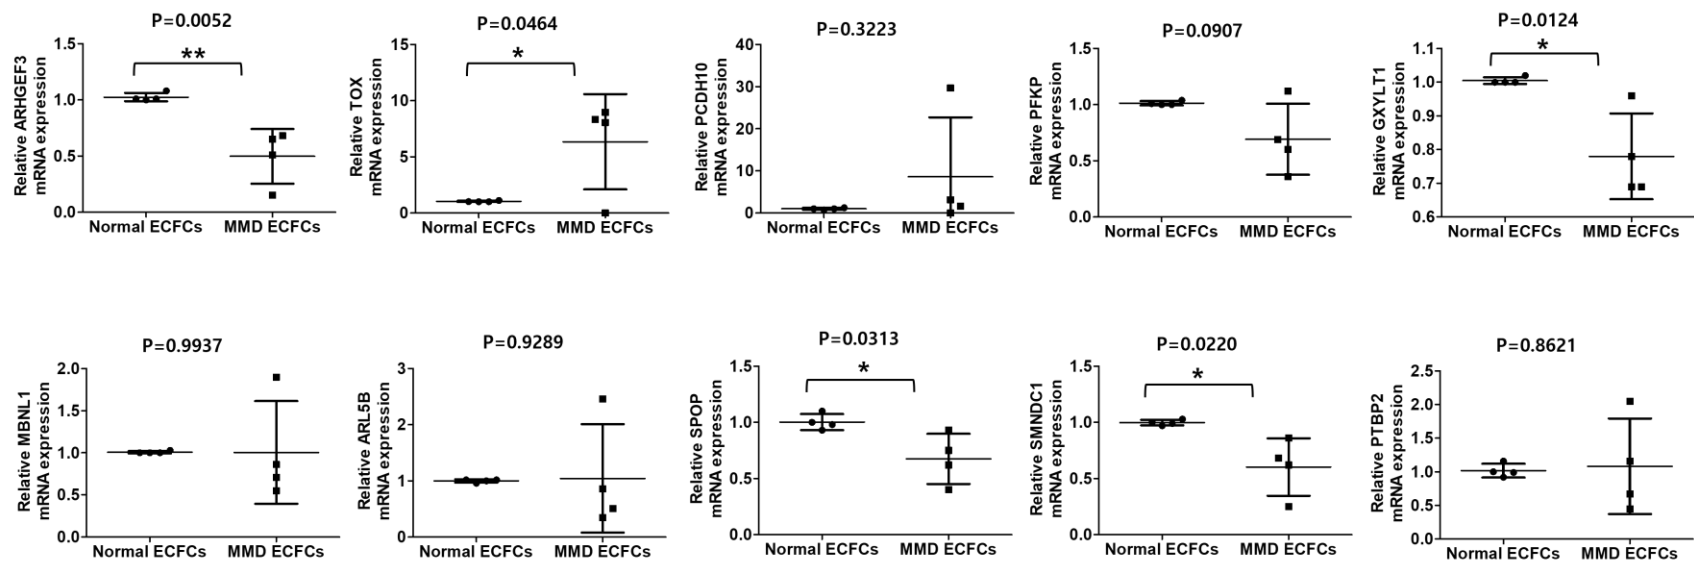 P=0.0052
**
Relative ARHGEF3
mRNA expression
1.5
1.0
0.5
0.0
Normal ECFCs MMD ECFCs
P=0.0464
*
Relative TOX
mRNA expression
15
10
5
0
Normal ECFCs MMD ECFCs
P=0.3223
Relative PCDH10
mRNA expression
40
30
20
10
0
Normal ECFCs MMD ECFCs
P=0.0907
Relative PFKP
mRNA expression
1.5
1.0
0.5
0.0
Normal ECFCs MMD ECFCs
P=0.0124
*
Relative GXYLT1
mRNA expression
1.1
1.0
0.9
0.8
0.7
0.6
Normal ECFCs MMD ECFCs
P=0.9937
Relative MBNL1
mRNA expression
2.0
1.5
1.0
0.5
0.0
Normal ECFCs MMD ECFCs
P=0.9289
Relative ARL5B
mRNA expression
3
2
1
0
Normal ECFCs MMD ECFCs
P=0.0313
*
Relative SPOP
mRNA expression
1.5
1.0
0.5
0.0
Normal ECFCs MMD ECFCs
P=0.0220
*
Relative SMNDC1
mRNA expression
1.5
1.0
0.5
0.0
Normal ECFCs MMD ECFCs
P=0.8621
Relative PTBP2
mRNA expression
2.5
2.0
1.5
1.0
0.5
0.0
Normal ECFCs MMD ECFCs